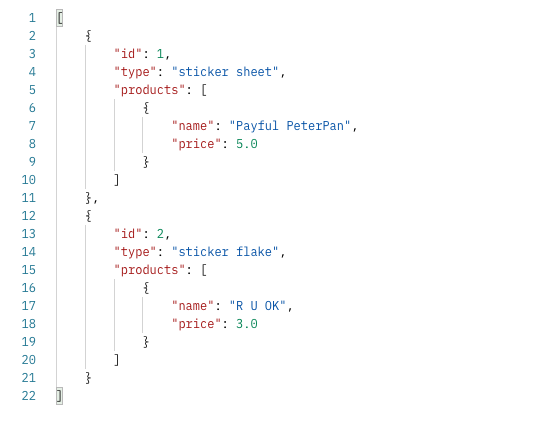 1 [
2     {
3         "id": 1,
4         "type": "sticker sheet",
5         "products": [
6             {
7                 "name": "Payful PeterPan",
8                 "price": 5.0
9             }
10         ]
11     },
12     {
13         "id": 2,
14         "type": "sticker flake",
15         "products": [
16             {
17                 "name": "R U OK",
18                 "price": 3.0
19             }
20         ]
21     }
22 ]